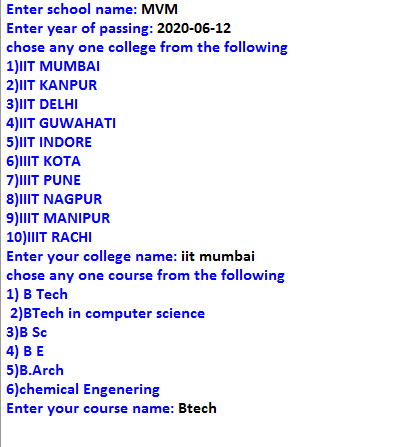 Enter school name: MVM
Enter year of passing: 2020-06-12
chose any one college from the following
1)IIT MUMBAI
2)IIT KANPUR
3)IIT DELHI
4)IIT GUWAHATI
5)IIT INDORE
6)IIIT KOTA
7)IIIT PUNE
8)IIIT NAGPUR
9)IIIT MANIPUR
10)IIIT RACHI
Enter your college name: iit mumbai
chose any one course from the following
1) B Tech
2)BTech in computer science
3)B Sc
4) B E
5)B.Arch
6)chemical Engenering
Enter your course name: Btech